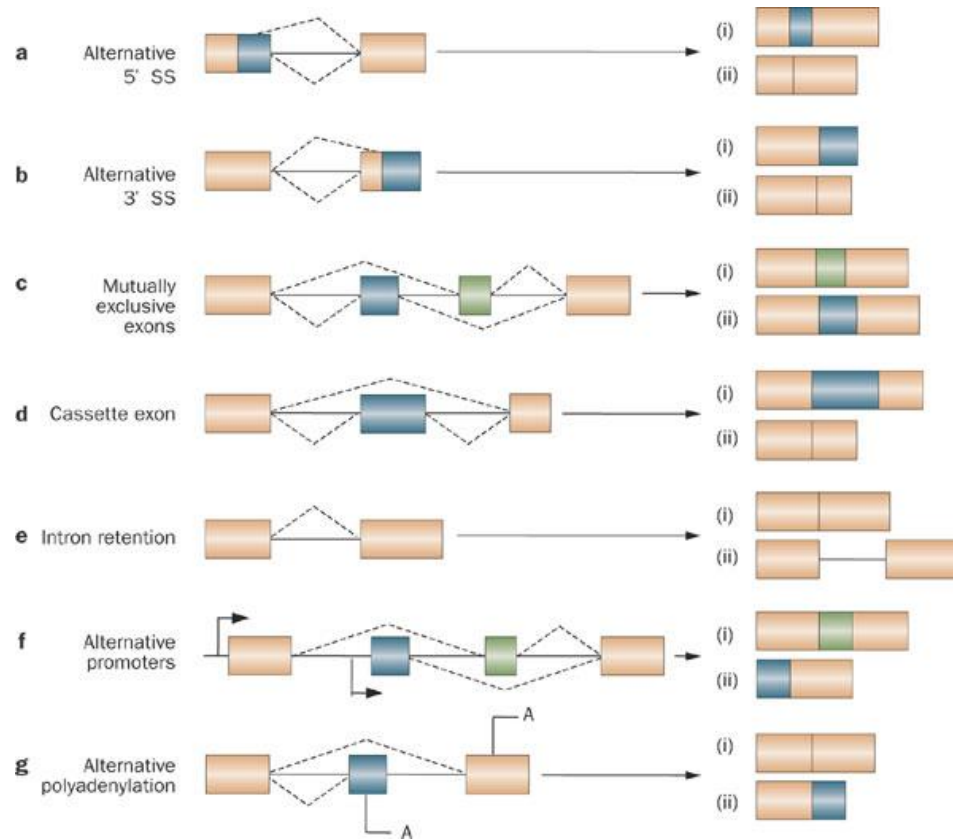 a
Alternative
5' SS
(i)
(ii)
b
Alternative
3' SS
(i)
(ii)
c
Mutually
exclusive
exons
(i)
(ii)
d
Cassette exon
(i)
(ii)
e
Intron retention
(i)
(ii)
f
Alternative
promoters
(i)
(ii)
g
Alternative
polyadenylation
A
A
(i)
(ii)